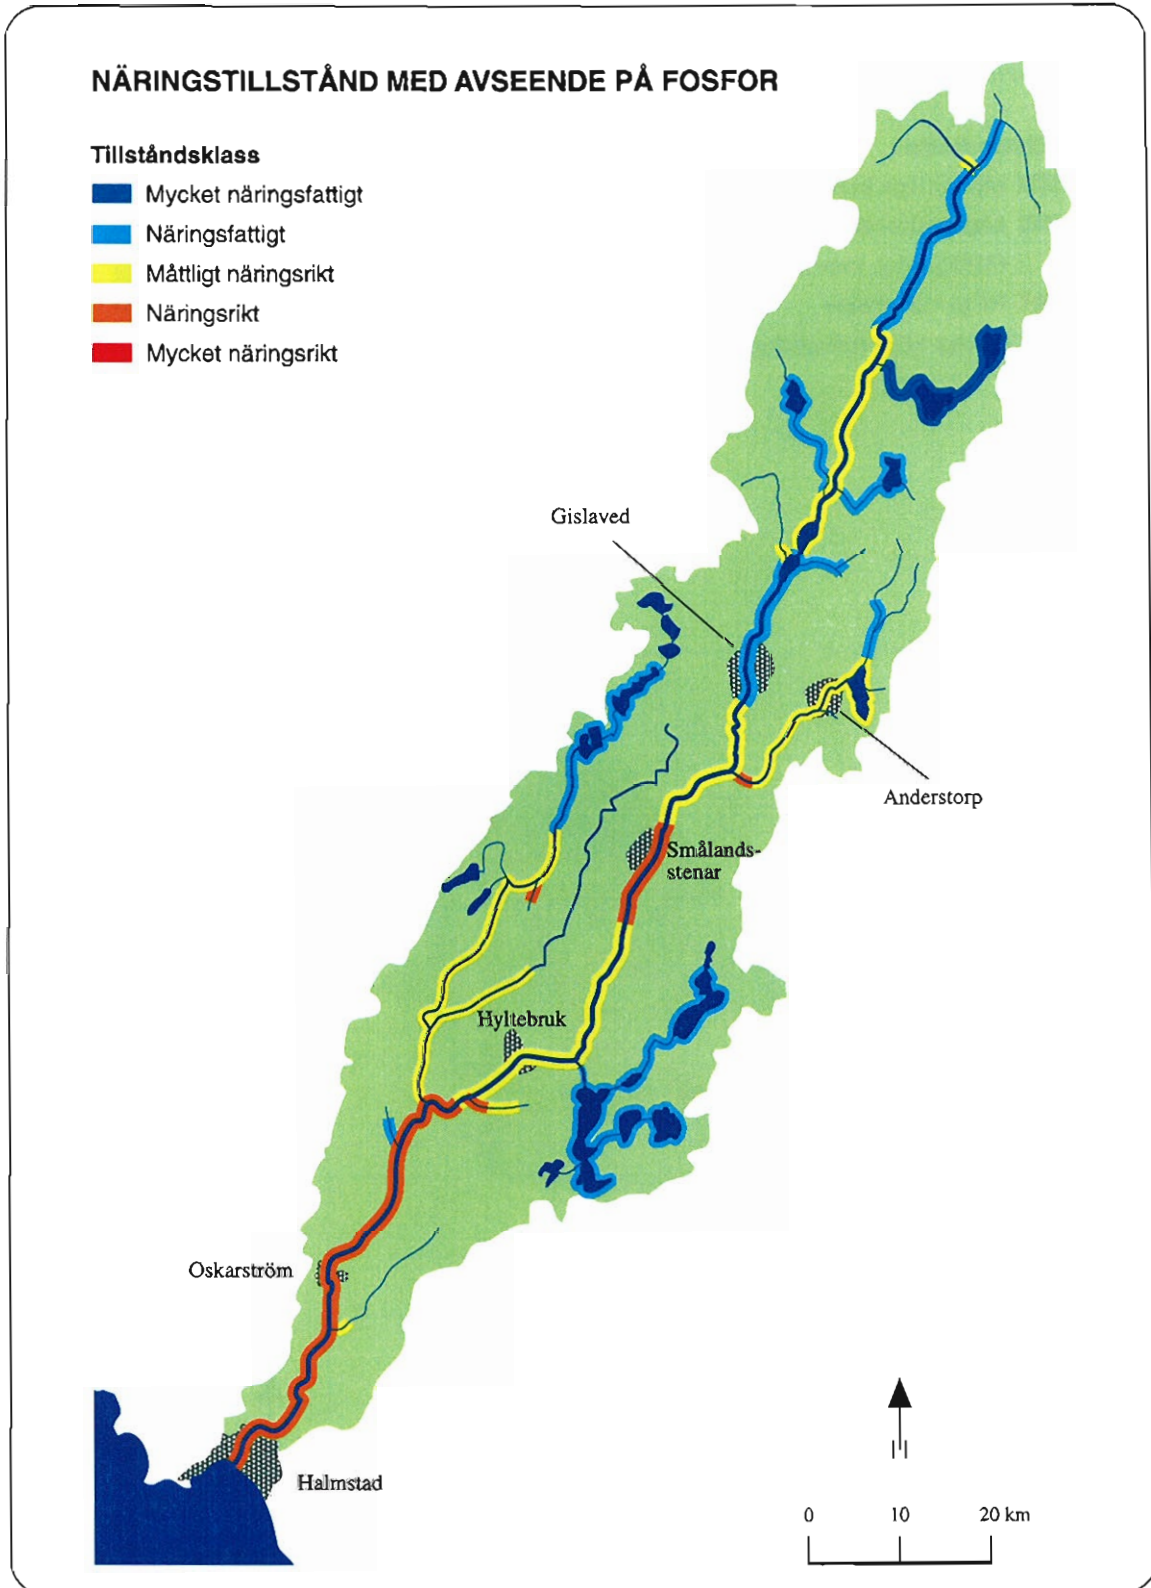 NÄRINGSTILLSTÅND MED AVSEENDE PÅ FOSFOR
Tillståndsklass
Mycket näringsfattigt
Näringsfattigt
Måttligt näringsrikt
Näringsrikt
Mycket näringsrikt
Gislaved
Anderstorp
Smålands-
stenar
Hyltebruk
Oskarström
Halmstad
0 10 20 km